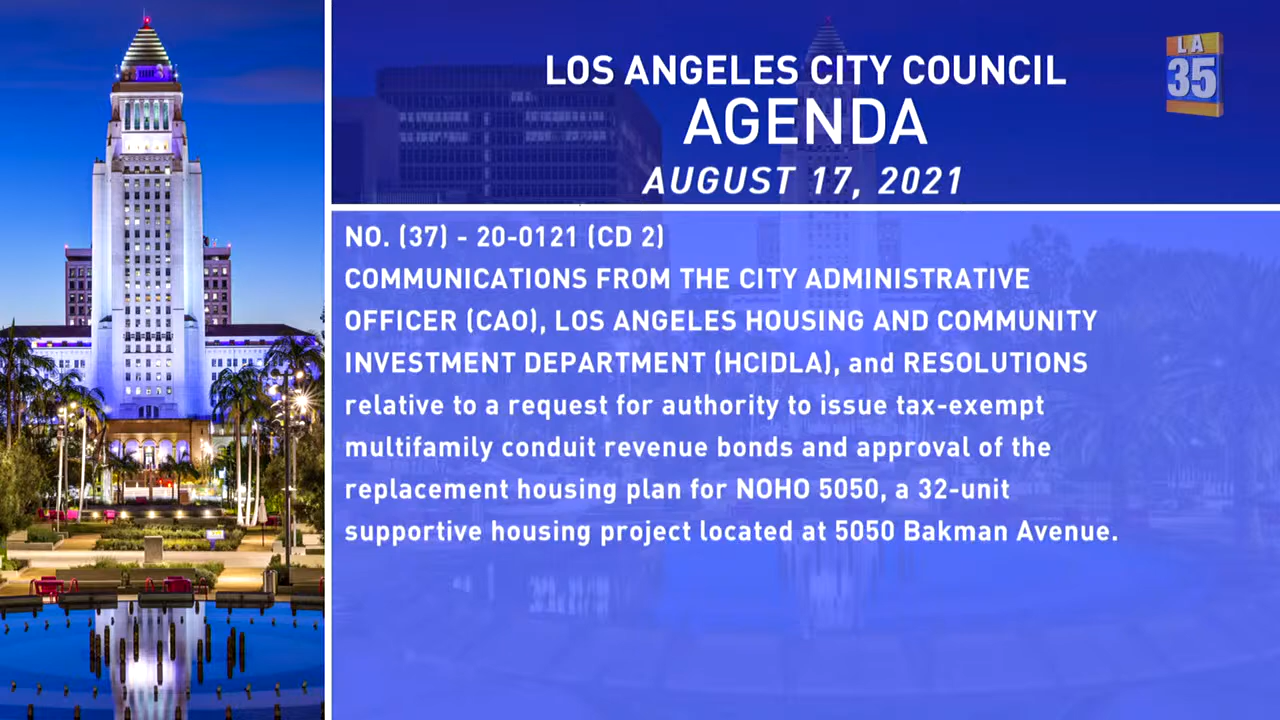 LOS ANGELES CITY COUNCIL
AGENDA
AUGUST 17, 2021
LA
35
NO. (37) - 20-0121 (CD 2)
COMMUNICATIONS FROM THE CITY ADMINISTRATIVE
OFFICER (CAO), LOS ANGELES HOUSING AND COMMUNITY
INVESTMENT DEPARTMENT (HCIDLA), and RESOLUTIONS
relative to a request for authority to issue tax-exempt
multifamily conduit revenue bonds and approval of the
replacement housing plan for NOHO 5050, a 32-unit
supportive housing project located at 5050 Bakman Avenue.